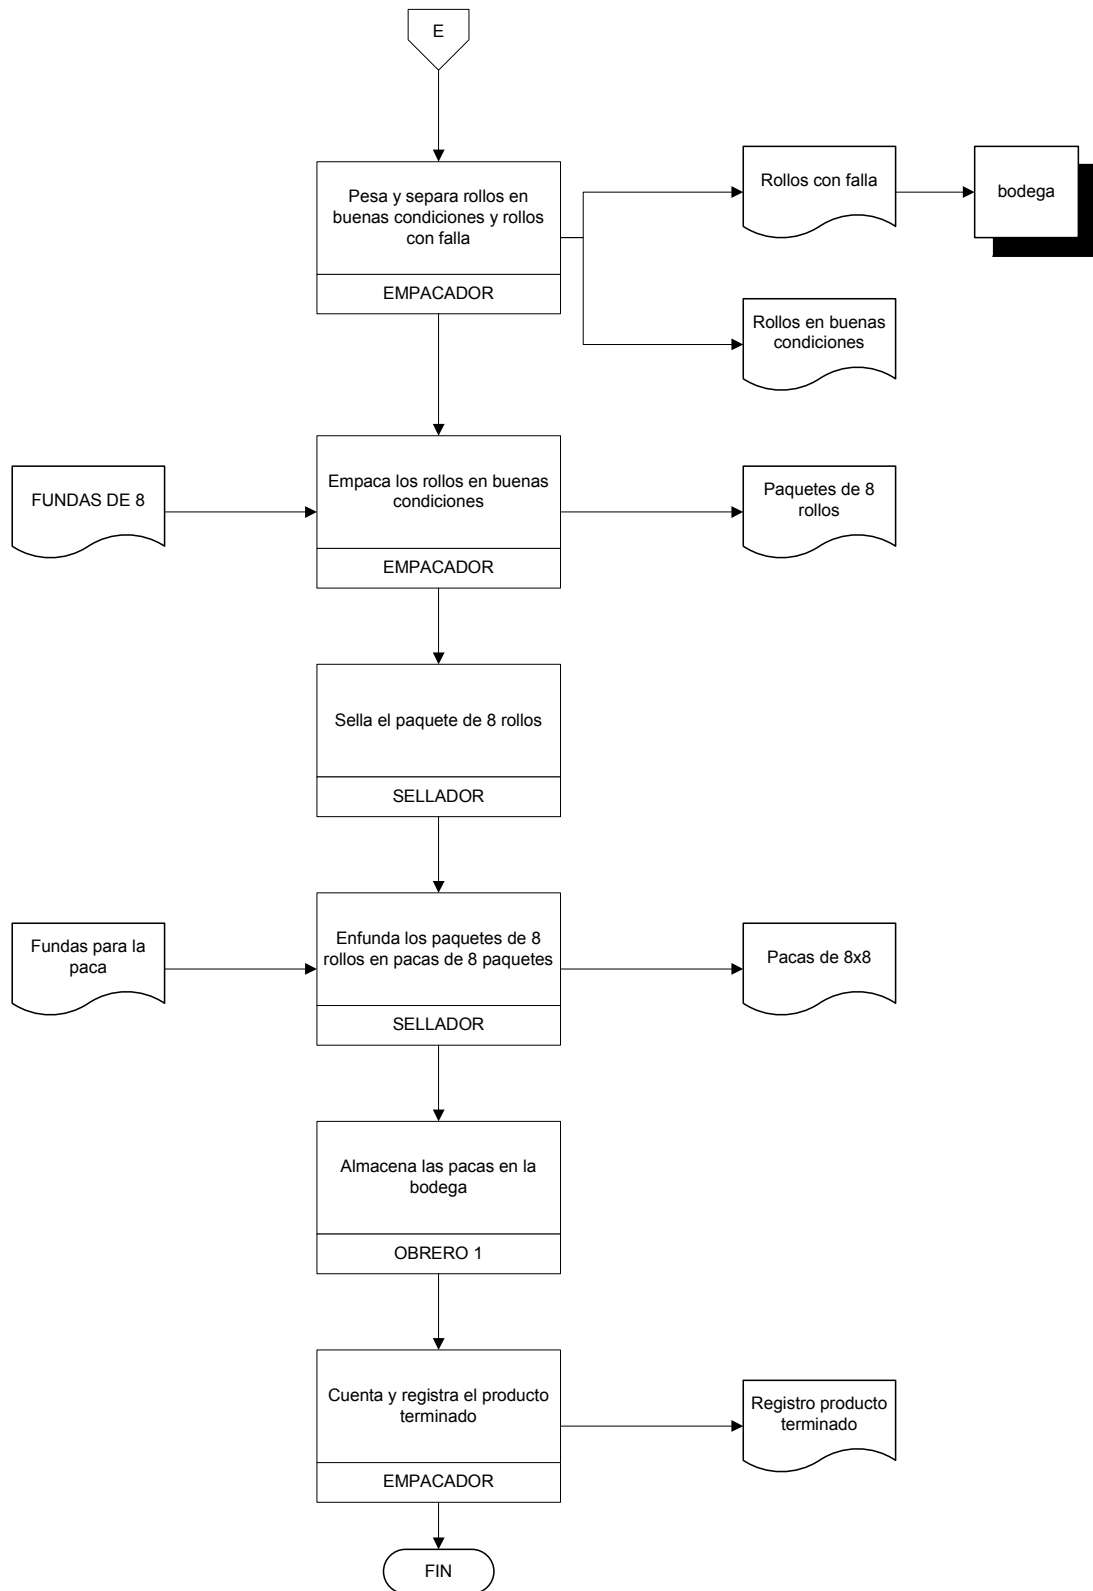 E
Pesa y separa rollos en
buenas condiciones y rollos
con falla
EMPACADOR
Rollos con falla
bodega
Rollos en buenas
condiciones
FUNDAS DE 8
Empaca los rollos en buenas
condiciones
EMPACADOR
Paquetes de 8
rollos
Sella el paquete de 8 rollos
SELLADOR
Fundas para la
paca
Enfunda los paquetes de 8
rollos en pacas de 8 paquetes
SELLADOR
Pacas de 8x8
Almacena las pacas en la
bodega
OBRERO 1
Cuenta y registra el producto
terminado
EMPACADOR
Registro producto
terminado
FIN